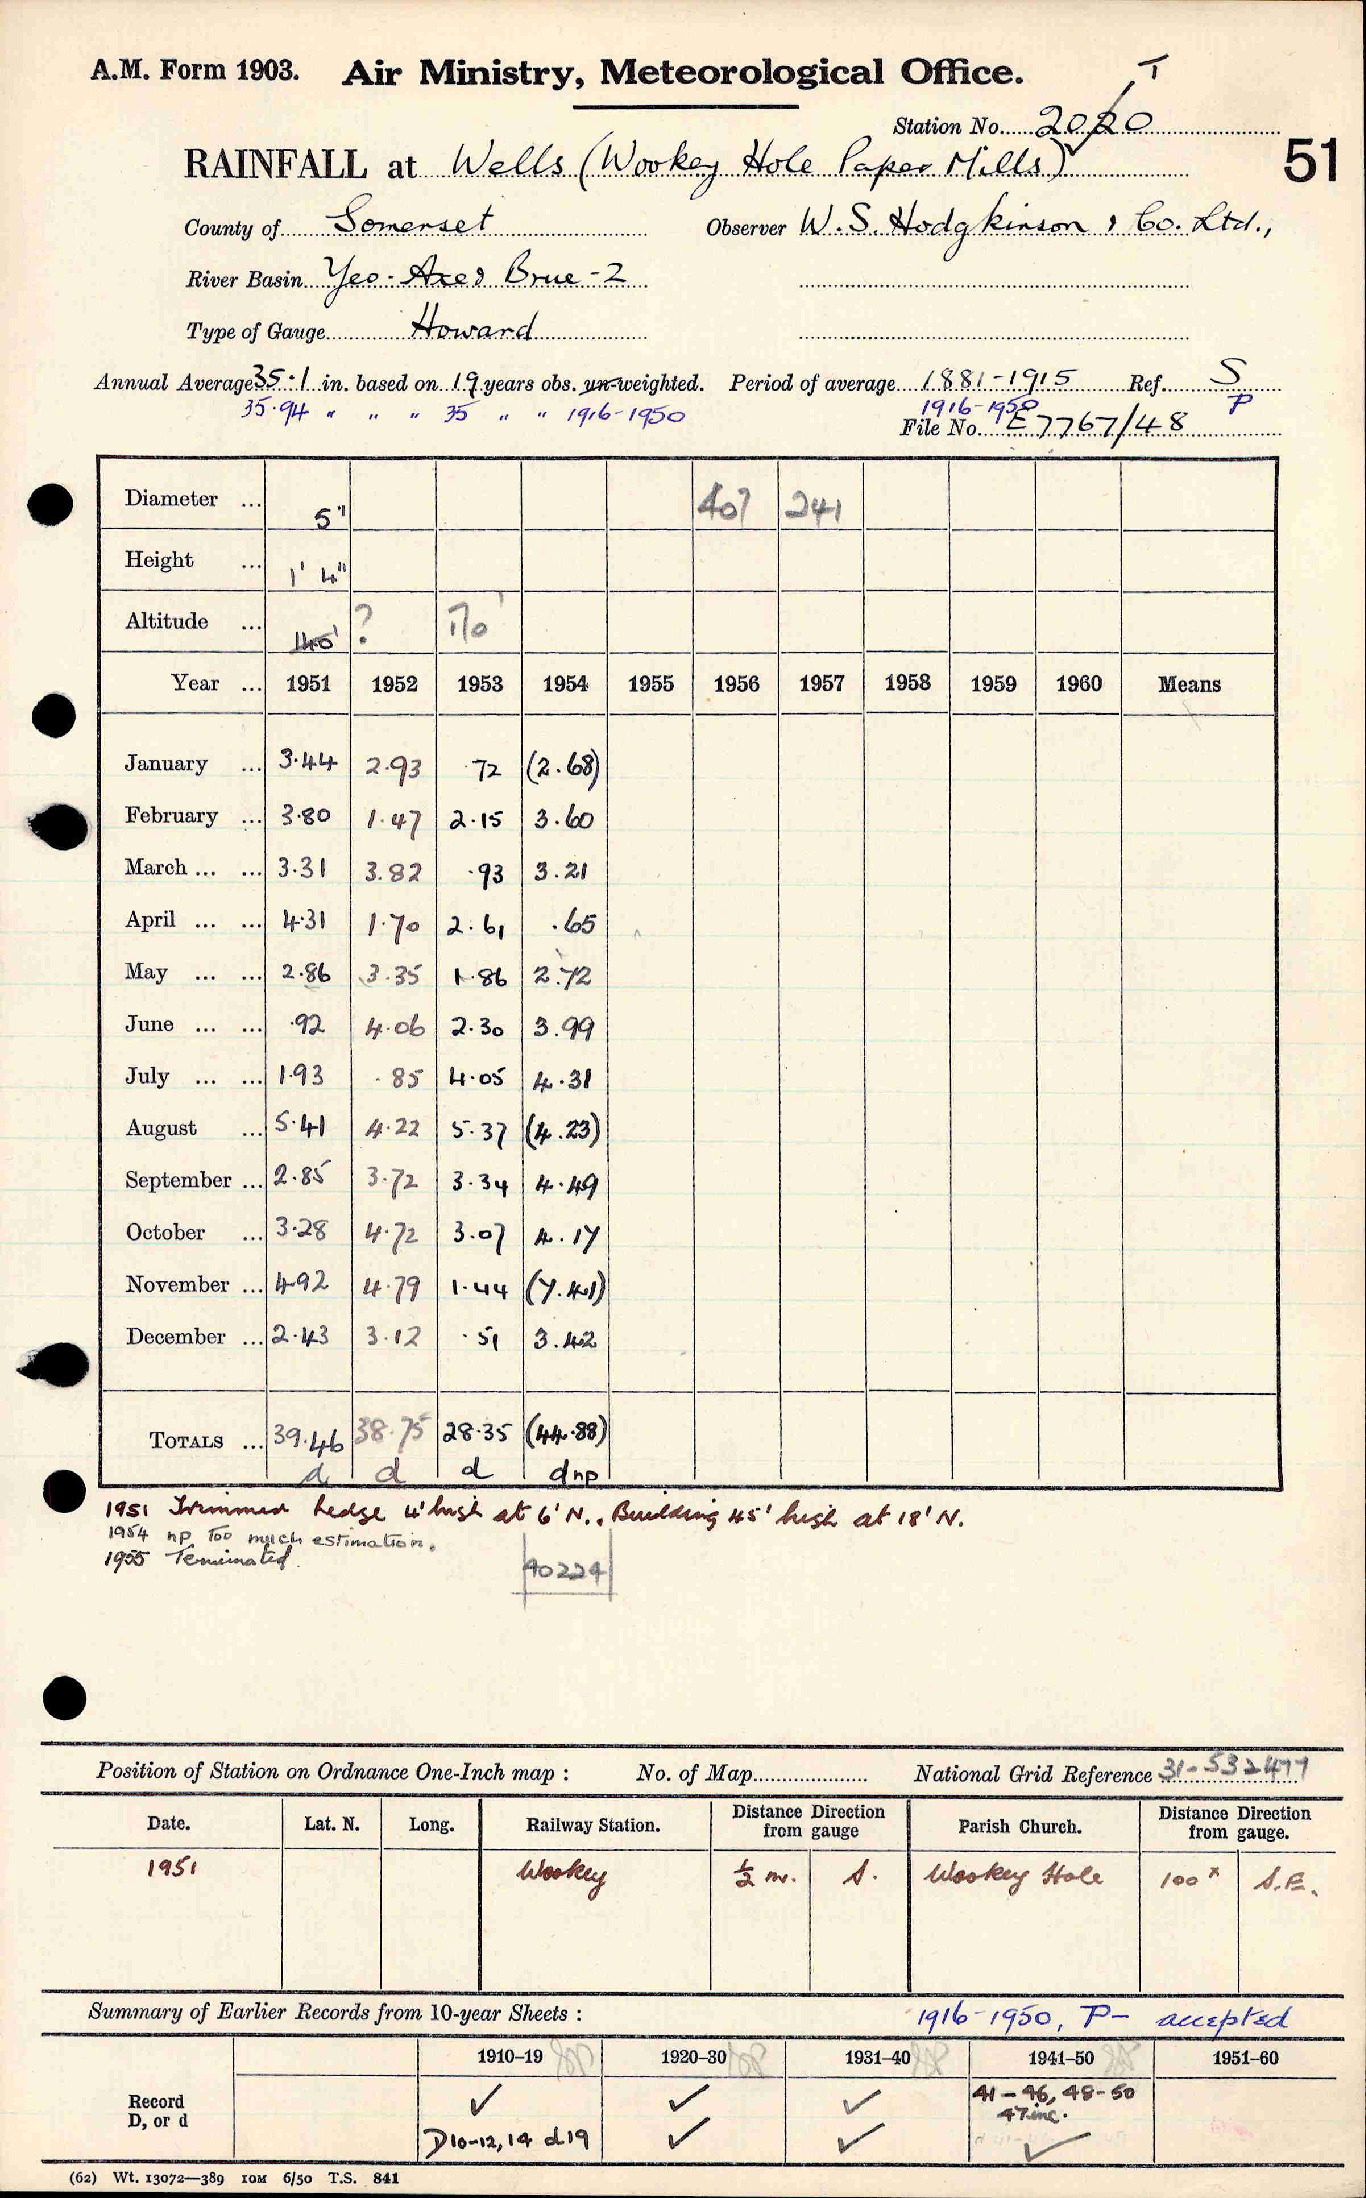 A.M. Form 1903. Air Ministry, Meteorological Office. T
Station No. 2020
51
RAINFALL at Wells (Wookey Hole Paper Mills)
County of Somerset Observer W.S. Hodgkinson & Co. Ltd.,
River Basin Yeo-Axe & Brue-2
Type of Gauge Howard
Annual Average 35.1 in. based on 19 years obs. un-weighted. Period of average 1881-1915 Ref. S
35.94 " " " 35 " " 1916-1950 1916-1950 P
File No. E7767/48
Diameter ... 5" 407 241
Height ... 1' 4"
Altitude ... 140' ? 170'
Year ... 1951 1952 1953 1954 1955 1956 1957 1958 1959 1960 Means
January ... 3.44 2.93 .72 (2.68)
February ... 3.80 1.47 2.15 3.60
March ... ... 3.31 3.82 .93 3.21
April ... ... 4.31 1.70 2.61 .65
May ... ... 2.86 3.35 1.86 2.72
June ... ... .92 4.06 2.30 3.99
July ... ... 1.93 .85 4.05 4.31
August ... 5.41 4.22 5.37 (4.23)
September ... 2.85 3.72 3.34 4.49
October ... 3.28 4.72 3.07 4.17
November ... 4.92 4.79 1.44 (7.41)
December ... 2.43 3.12 .51 3.42
TOTALS ... 39.46 38.75 28.35 (44.88)
d d d d np
1951 Trimmed hedge 4' high at 6' N., Building 45' high at 18' N.
1954 np Too much estimation.
1955 Terminated.
40224
Position of Station on Ordnance One-Inch map : No. of Map National Grid Reference 31-532477
Date. Lat. N. Long. Railway Station. Distance Direction from gauge Parish Church. Distance Direction from gauge.
1951 Wookey ½ m. S. Wookey Hole 100x S.E.
Summary of Earlier Records from 10-year Sheets : 1916-1950, P- accepted
1910–19 1920–30 1931–40 1941–50 1951–60
Record ✓ ✓ ✓ 41-46, 48-50
47 inc.
D, or d D10-12, 14 d19 ✓ ✓ ✓
(62) Wt. 13072—389 10M 6/50 T.S. 841